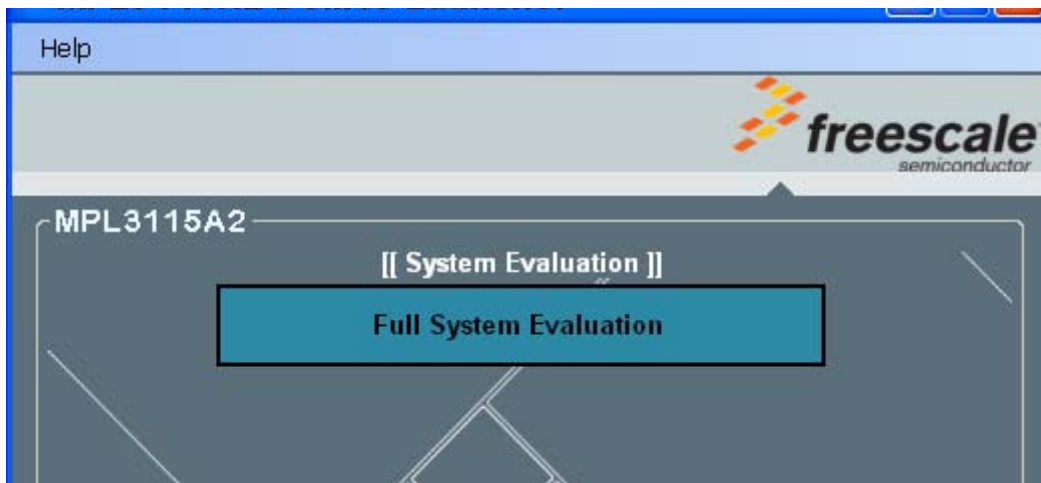 Help
freescale
semiconductor
MPL3115A2
[[ System Evaluation ]]
Full System Evaluation